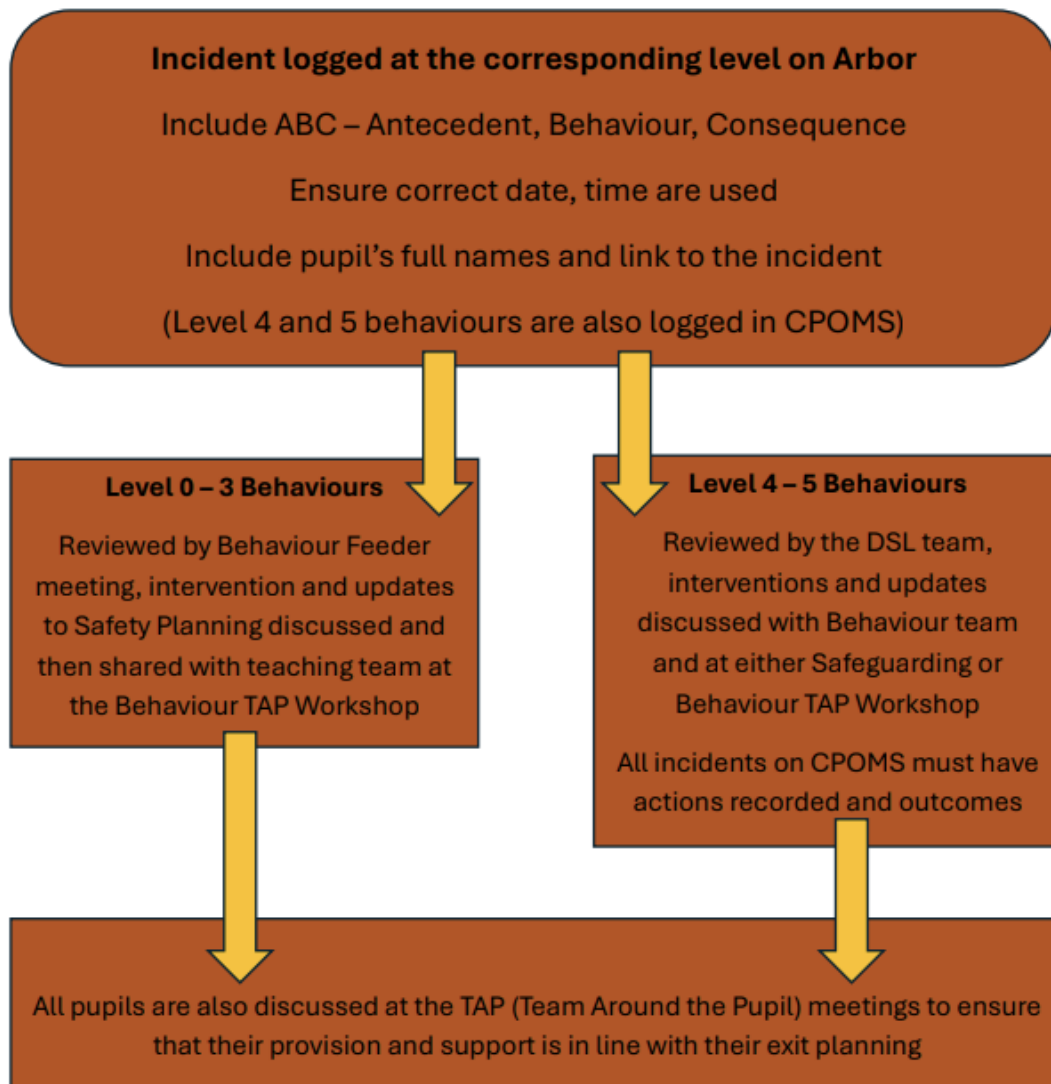 Incident logged at the corresponding level on Arbor
Include ABC – Antecedent, Behaviour, Consequence
Ensure correct date, time are used
Include pupil's full names and link to the incident
(Level 4 and 5 behaviours are also logged in CPOMS)
Level 0 – 3 Behaviours
Reviewed by Behaviour Feeder
meeting, intervention and updates
to Safety Planning discussed and
then shared with teaching team at
the Behaviour TAP Workshop
Level 4 – 5 Behaviours
Reviewed by the DSL team,
interventions and updates
discussed with Behaviour team
and at either Safeguarding or
Behaviour TAP Workshop
All incidents on CPOMS must have
actions recorded and outcomes
All pupils are also discussed at the TAP (Team Around the Pupil) meetings to ensure
that their provision and support is in line with their exit planning